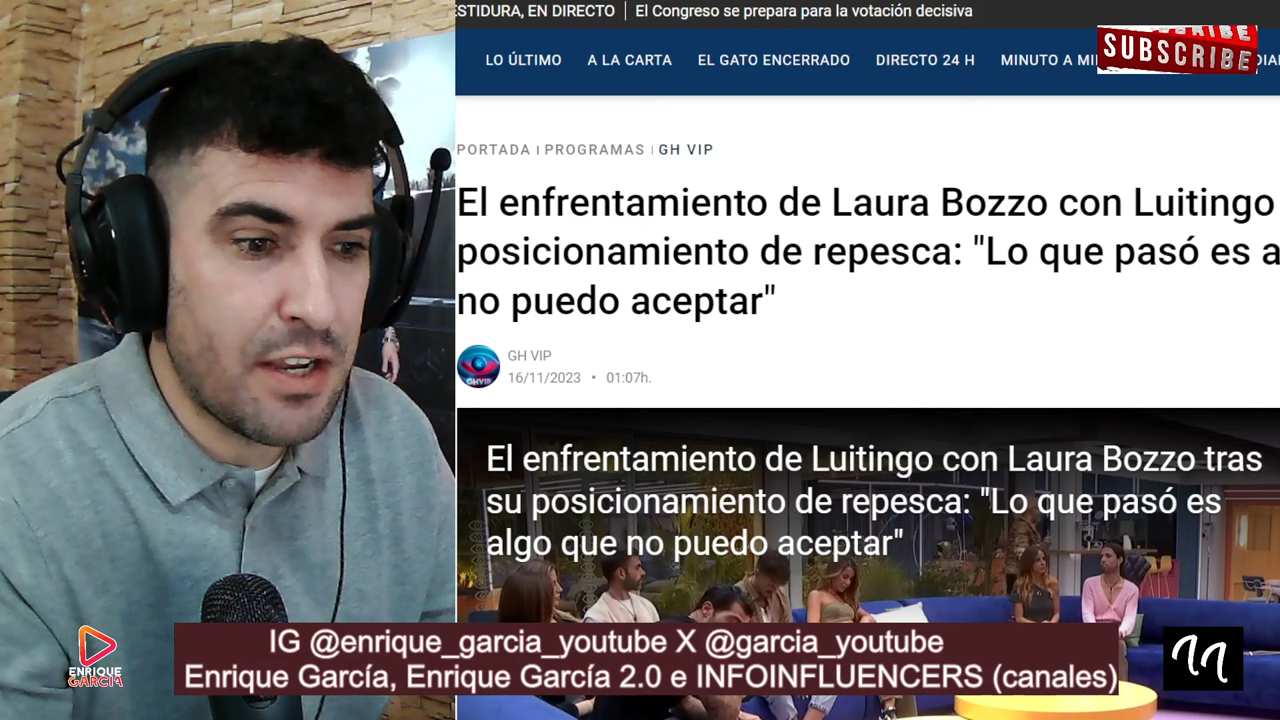 ESTIDURA, EN DIRECTO El Congreso se prepara para la votación decisiva
LO ÚLTIMO A LA CARTA EL GATO ENCERRADO DIRECTO 24 H MINUTO A MI
SUBSCRIBE
PORTADA PROGRAMAS GH VIP
El enfrentamiento de Laura Bozzo con Luitingo
posicionamiento de repesca: "Lo que pasó es a
no puedo aceptar"
GH VIP
16/11/2023 • 01:07h.
GHVIP
El enfrentamiento de Luitingo con Laura Bozzo tras
su posicionamiento de repesca: "Lo que pasó es
algo que no puedo aceptar"
IG @enrique_garcia_youtube X @garcia_youtube
Enrique García, Enrique García 2.0 e INFOINFLUENCERS (canales)
ENRIQUE
GARCÍA